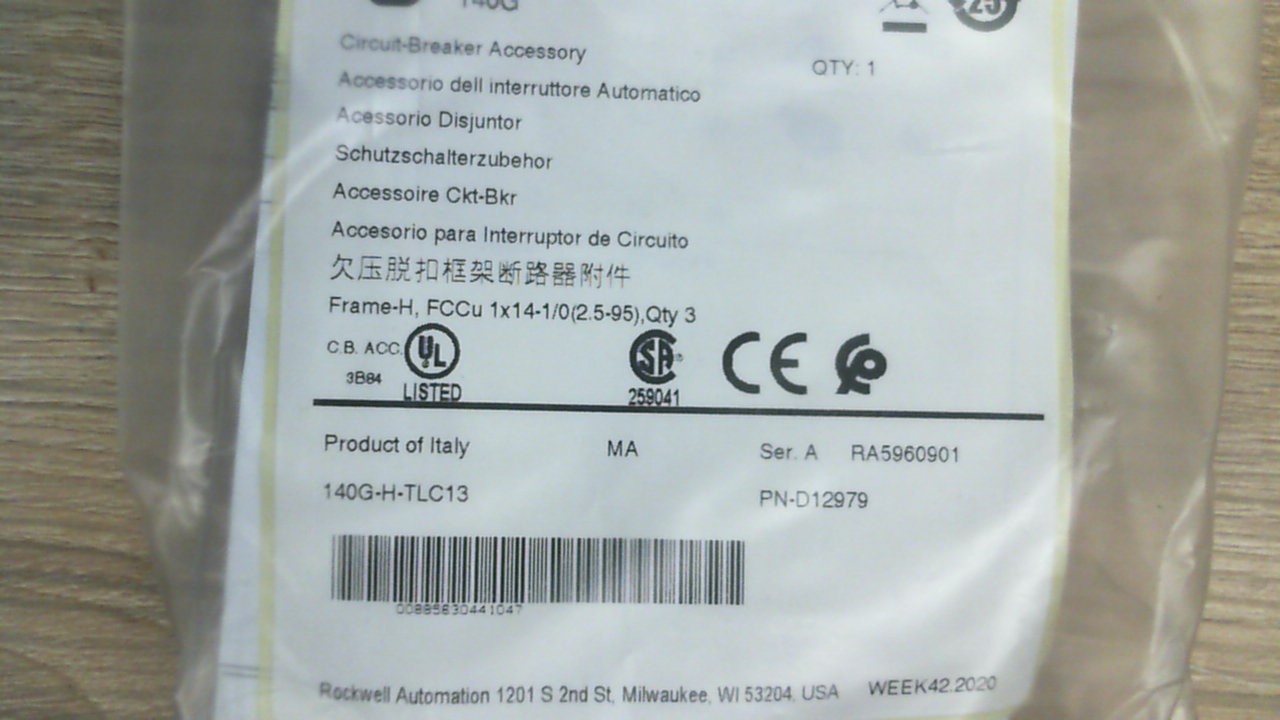 140G
25
Circuit-Breaker Accessory
QTY: 1
Accessorio dell interruttore Automatico
Acessorio Disjuntor
Schutzschalterzubehor
Accessoire Ckt-Bkr
Accesorio para Interruptor de Circuito
欠压脱扣框架断路器附件
Frame-H, FCCu 1x14-1/0(2.5-95),Qty 3
C.B. ACC.
3B84
UL
LISTED
SA
259041
CE
Product of Italy MA Ser. A RA5960901
140G-H-TLC13 PN-D12979
00885630441047
Rockwell Automation 1201 S 2nd St, Milwaukee, WI 53204. USA WEEK42.2020